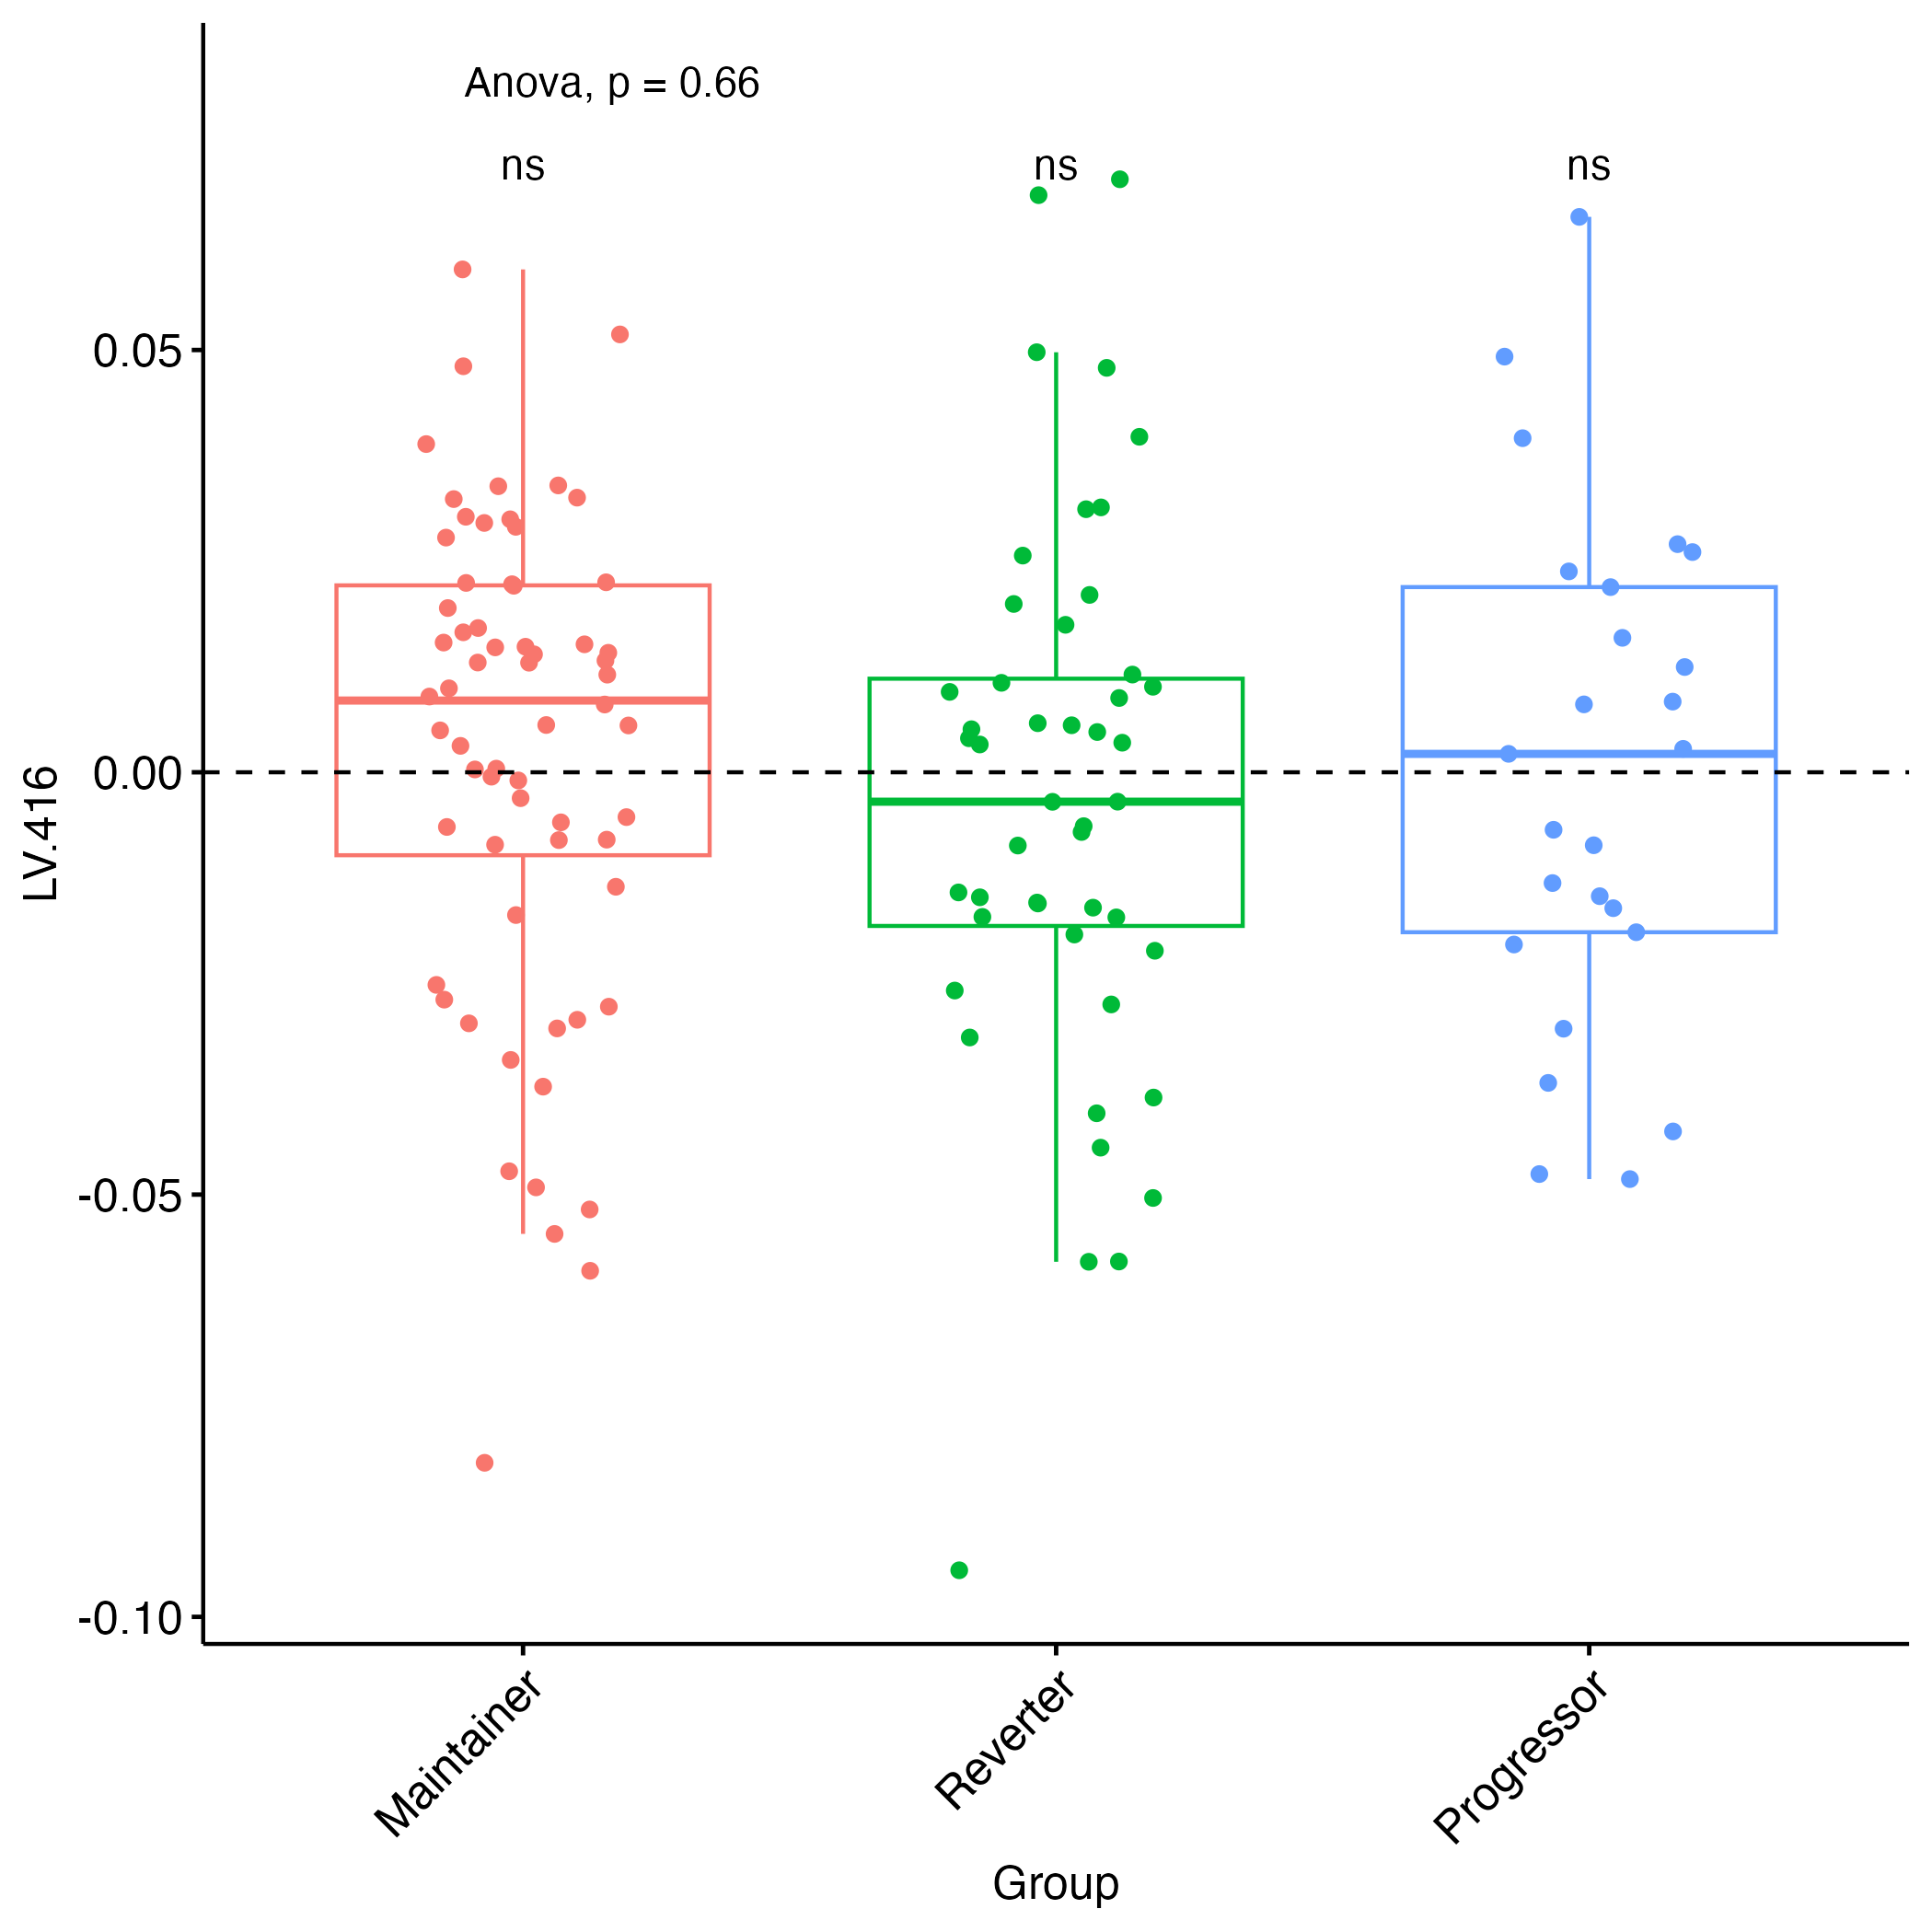 Anova, p = 0.66
ns ns ns
0.05
0.00
-0.05
-0.10
LV.416
Maintainer Reverter Progressor
Group